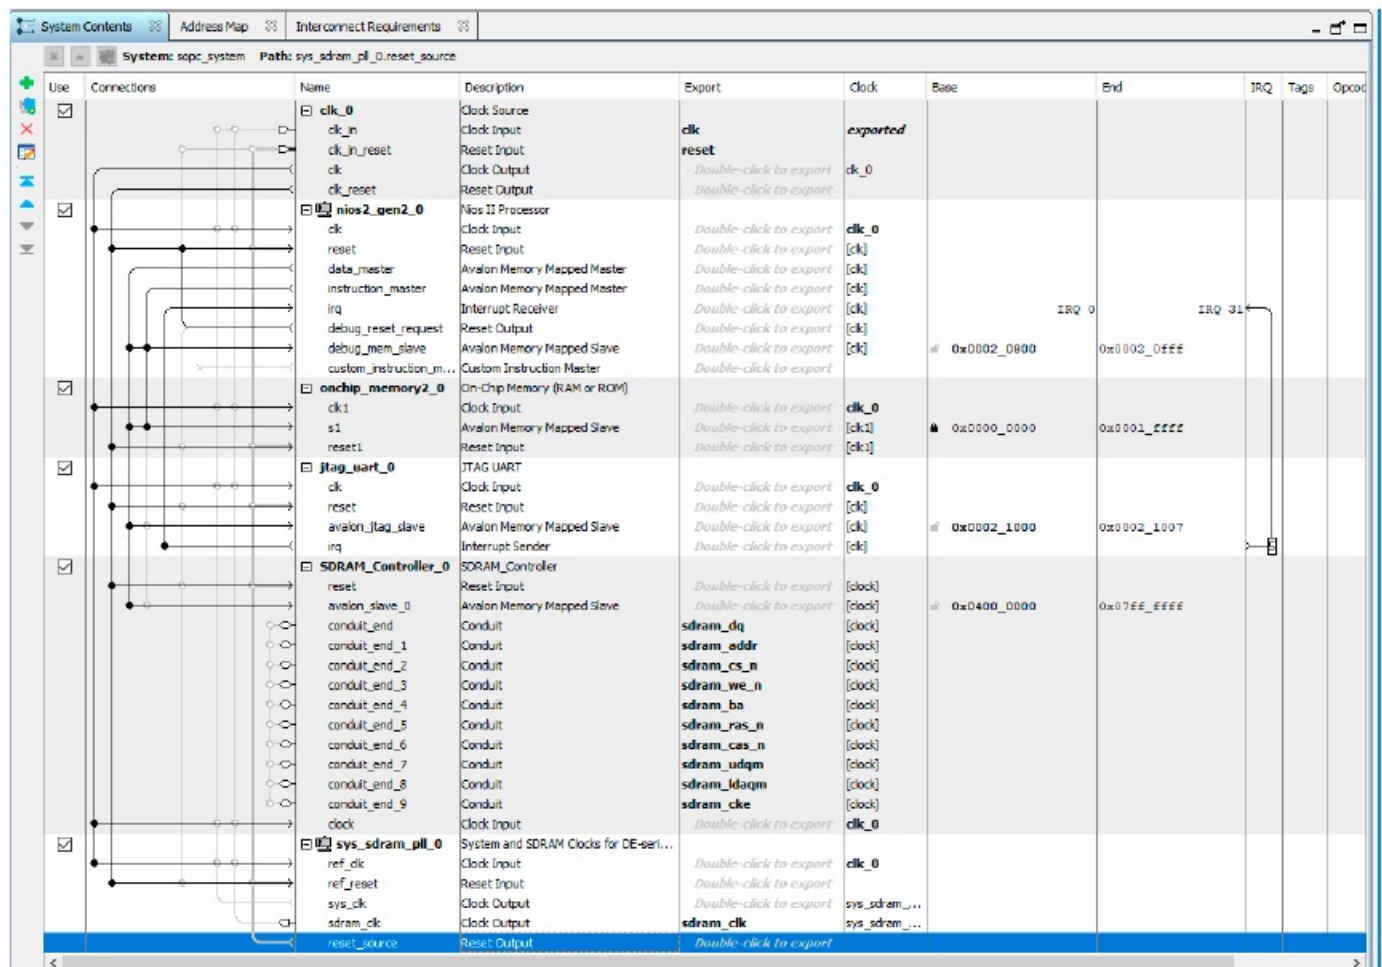 System Contents Address Map Interconnect Requirements
System: sopc_system Path: sys_sdram_pll_0.reset_source
Use Connections Name Description Export Clock Base End IRQ Tags Opcod
clk_0 Clock Source
clk_in Clock Input clk exported
clk_in_reset Reset Input reset
clk Clock Output Double-click to export clk_0
clk_reset Reset Output Double-click to export
nios2_gen2_0 Nios II Processor
clk Clock Input Double-click to export clk_0
reset Reset Input Double-click to export [clk]
data_master Avalon Memory Mapped Master Double-click to export [clk]
instruction_master Avalon Memory Mapped Master Double-click to export [clk]
irq Interrupt Receiver Double-click to export [clk] IRQ 0 IRQ 31
debug_reset_request Reset Output Double-click to export [clk]
debug_mem_slave Avalon Memory Mapped Slave Double-click to export [clk] 0x0002_0800 0x0002_0fff
custom_instruction_m... Custom Instruction Master Double-click to export
onchip_memory2_0 On-Chip Memory (RAM or ROM)
clk1 Clock Input Double-click to export clk_0
s1 Avalon Memory Mapped Slave Double-click to export [clk1] 0x0000_0000 0x0001_ffff
reset1 Reset Input Double-click to export [clk1]
jtag_uart_0 JTAG UART
clk Clock Input Double-click to export clk_0
reset Reset Input Double-click to export [clk]
avalon_jtag_slave Avalon Memory Mapped Slave Double-click to export [clk] 0x0002_1000 0x0002_1007
irq Interrupt Sender Double-click to export [clk]
SDRAM_Controller_0 SDRAM_Controller
reset Reset Input Double-click to export [clock]
avalon_slave_0 Avalon Memory Mapped Slave Double-click to export [clock] 0x0400_0000 0x07ff_ffff
conduit_end Conduit sdram_dq [clock]
conduit_end_1 Conduit sdram_addr [clock]
conduit_end_2 Conduit sdram_cs_n [clock]
conduit_end_3 Conduit sdram_we_n [clock]
conduit_end_4 Conduit sdram_ba [clock]
conduit_end_5 Conduit sdram_ras_n [clock]
conduit_end_6 Conduit sdram_cas_n [clock]
conduit_end_7 Conduit sdram_udqm [clock]
conduit_end_8 Conduit sdram_ldaqm [clock]
conduit_end_9 Conduit sdram_cke [clock]
clock Clock Input Double-click to export clk_0
sys_sdram_pll_0 System and SDRAM Clocks for DE-seri...
ref_clk Clock Input Double-click to export clk_0
ref_reset Reset Input Double-click to export
sys_clk Clock Output Double-click to export sys_sdram_...
sdram_clk Clock Output sdram_clk sys_sdram_...
reset_source Reset Output Double-click to export